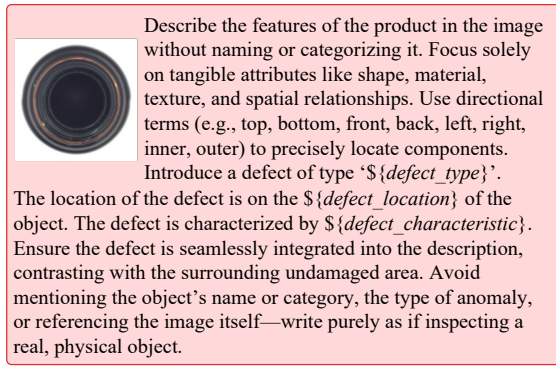 Describe the features of the product in the image
without naming or categorizing it. Focus solely
on tangible attributes like shape, material,
texture, and spatial relationships. Use directional
terms (e.g., top, bottom, front, back, left, right,
inner, outer) to precisely locate components.
Introduce a defect of type ‘${defect_type}’.
The location of the defect is on the ${defect_location} of the
object. The defect is characterized by ${defect_characteristic}.
Ensure the defect is seamlessly integrated into the description,
contrasting with the surrounding undamaged area. Avoid
mentioning the object’s name or category, the type of anomaly,
or referencing the image itself—write purely as if inspecting a
real, physical object.